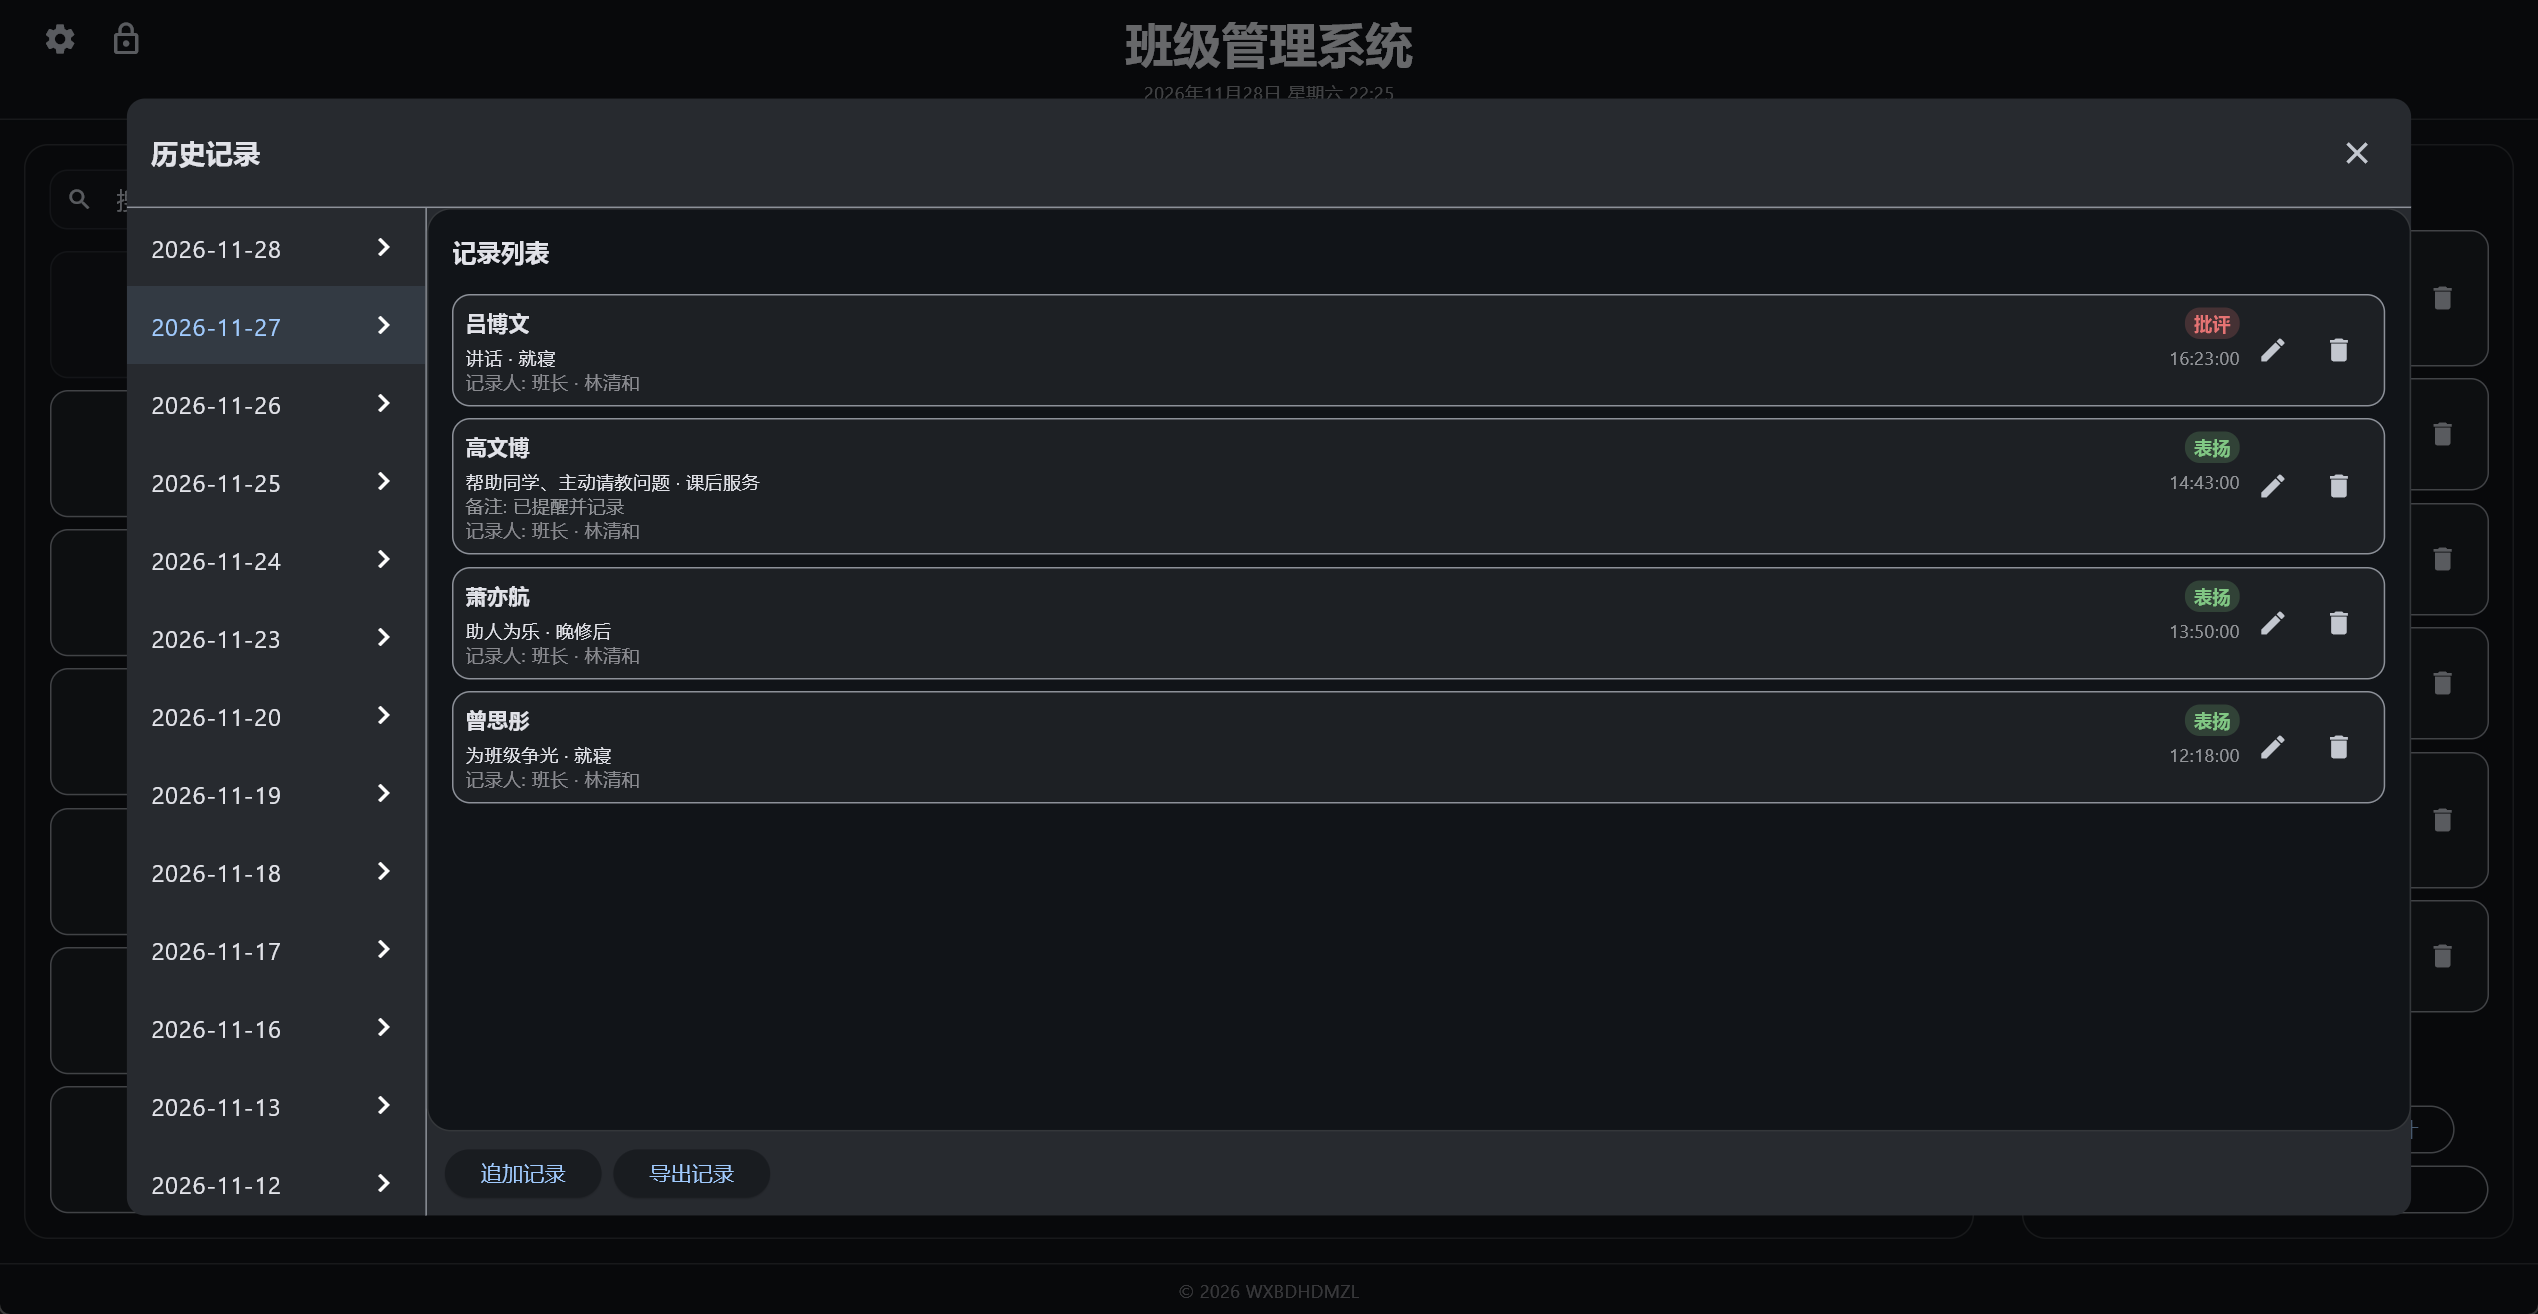 班级管理系统
2026年11月28日 星期六 22:25
历史记录
2026-11-28
2026-11-27
2026-11-26
2026-11-25
2026-11-24
2026-11-23
2026-11-20
2026-11-19
2026-11-18
2026-11-17
2026-11-16
2026-11-13
2026-11-12
记录列表
吕博文
批评
讲话 · 就寝
16:23:00
记录人: 班长 · 林清和
高文博
表扬
帮助同学、主动请教问题 · 课后服务
14:43:00
备注: 已提醒并记录
记录人: 班长 · 林清和
萧亦航
表扬
助人为乐 · 晚修后
13:50:00
记录人: 班长 · 林清和
曾思彤
表扬
为班级争光 · 就寝
12:18:00
记录人: 班长 · 林清和
追加记录
导出记录
© 2026 WXBDHDMZL